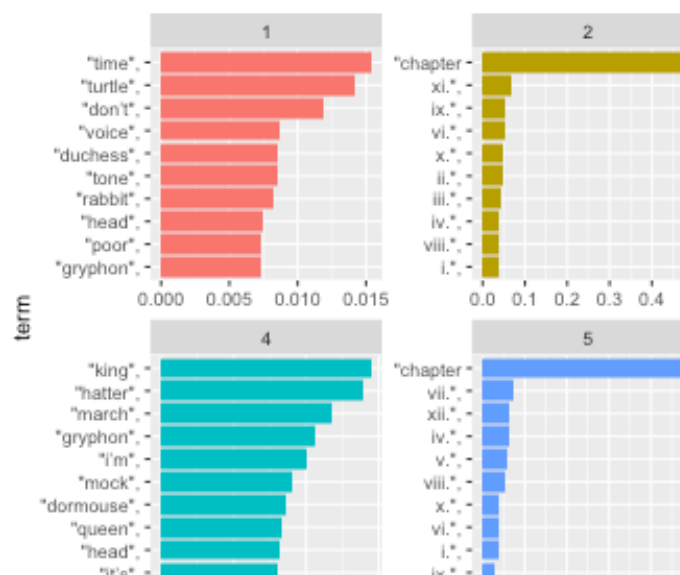 1
"time",
"turtle",
"don't",
"voice",
"duchess",
"tone",
"rabbit",
"head",
"poor",
"gryphon",
0.000 0.005 0.010 0.015
2
"chapter
xi.",
ix.",
vi.",
x.",
ii.",
iii.",
iv.",
viii.",
i.",
0.0 0.1 0.2 0.3 0.4
term
4
"king",
"hatter",
"march",
"gryphon",
"i'm",
"mock",
"dormouse",
"queen",
"head",
"it's",
5
"chapter
vii.",
xii.",
iv.",
v.",
viii.",
x.",
vi.",
i.",
ix.",